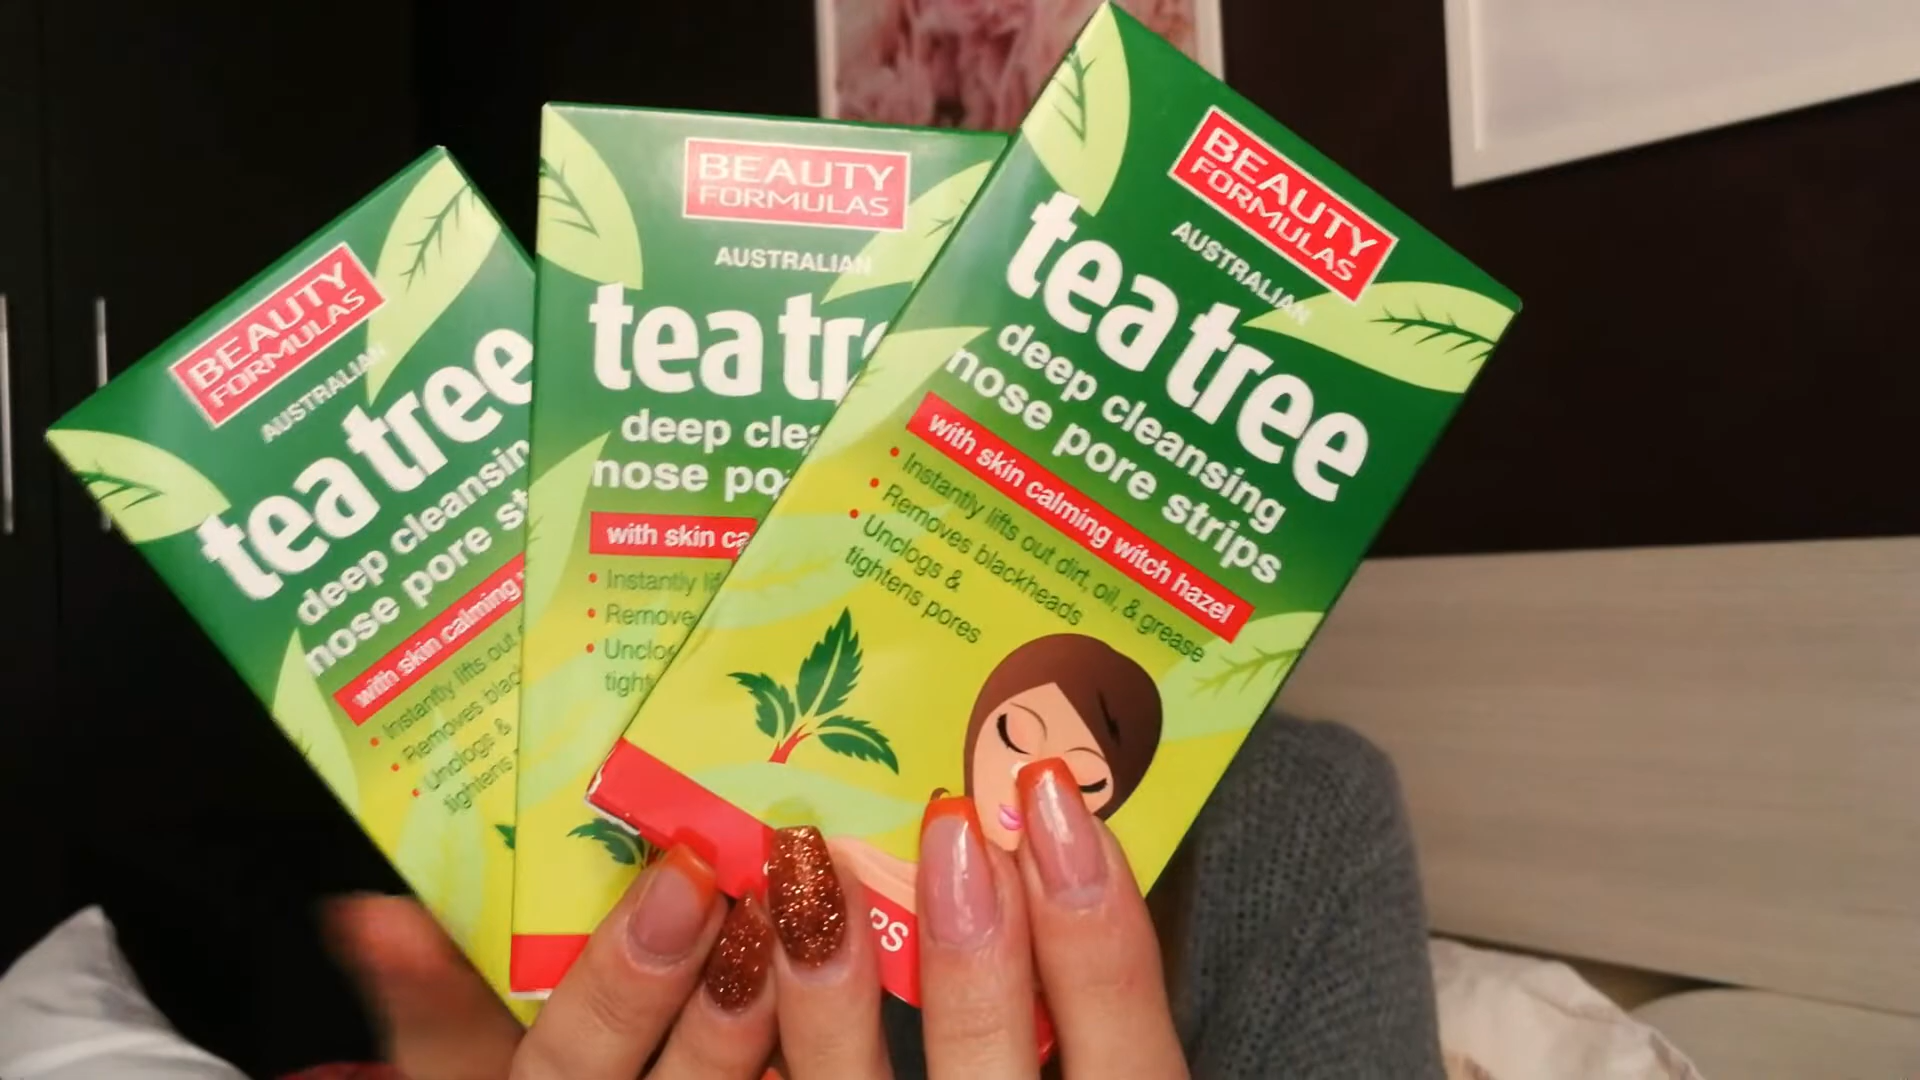 BEAUTY
FORMULAS
AUSTRALIAN
tea tree
deep cleansin
nose pore st
with skin calming
Instantly lifts out
Removes blac
Unclogs &
tightens
BEAUTY
FORMULAS
AUSTRALIAN
tea tre
deep clea
nose po
with skin ca
Instantly lif
Remove
Unclog
tight
BEAUTY
FORMULAS
AUSTRALIAN
tea tree
deep cleansing
nose pore strips
with skin calming witch hazel
Instantly lifts out dirt, oil, & grease
Removes blackheads
Unclogs &
tightens pores
PS